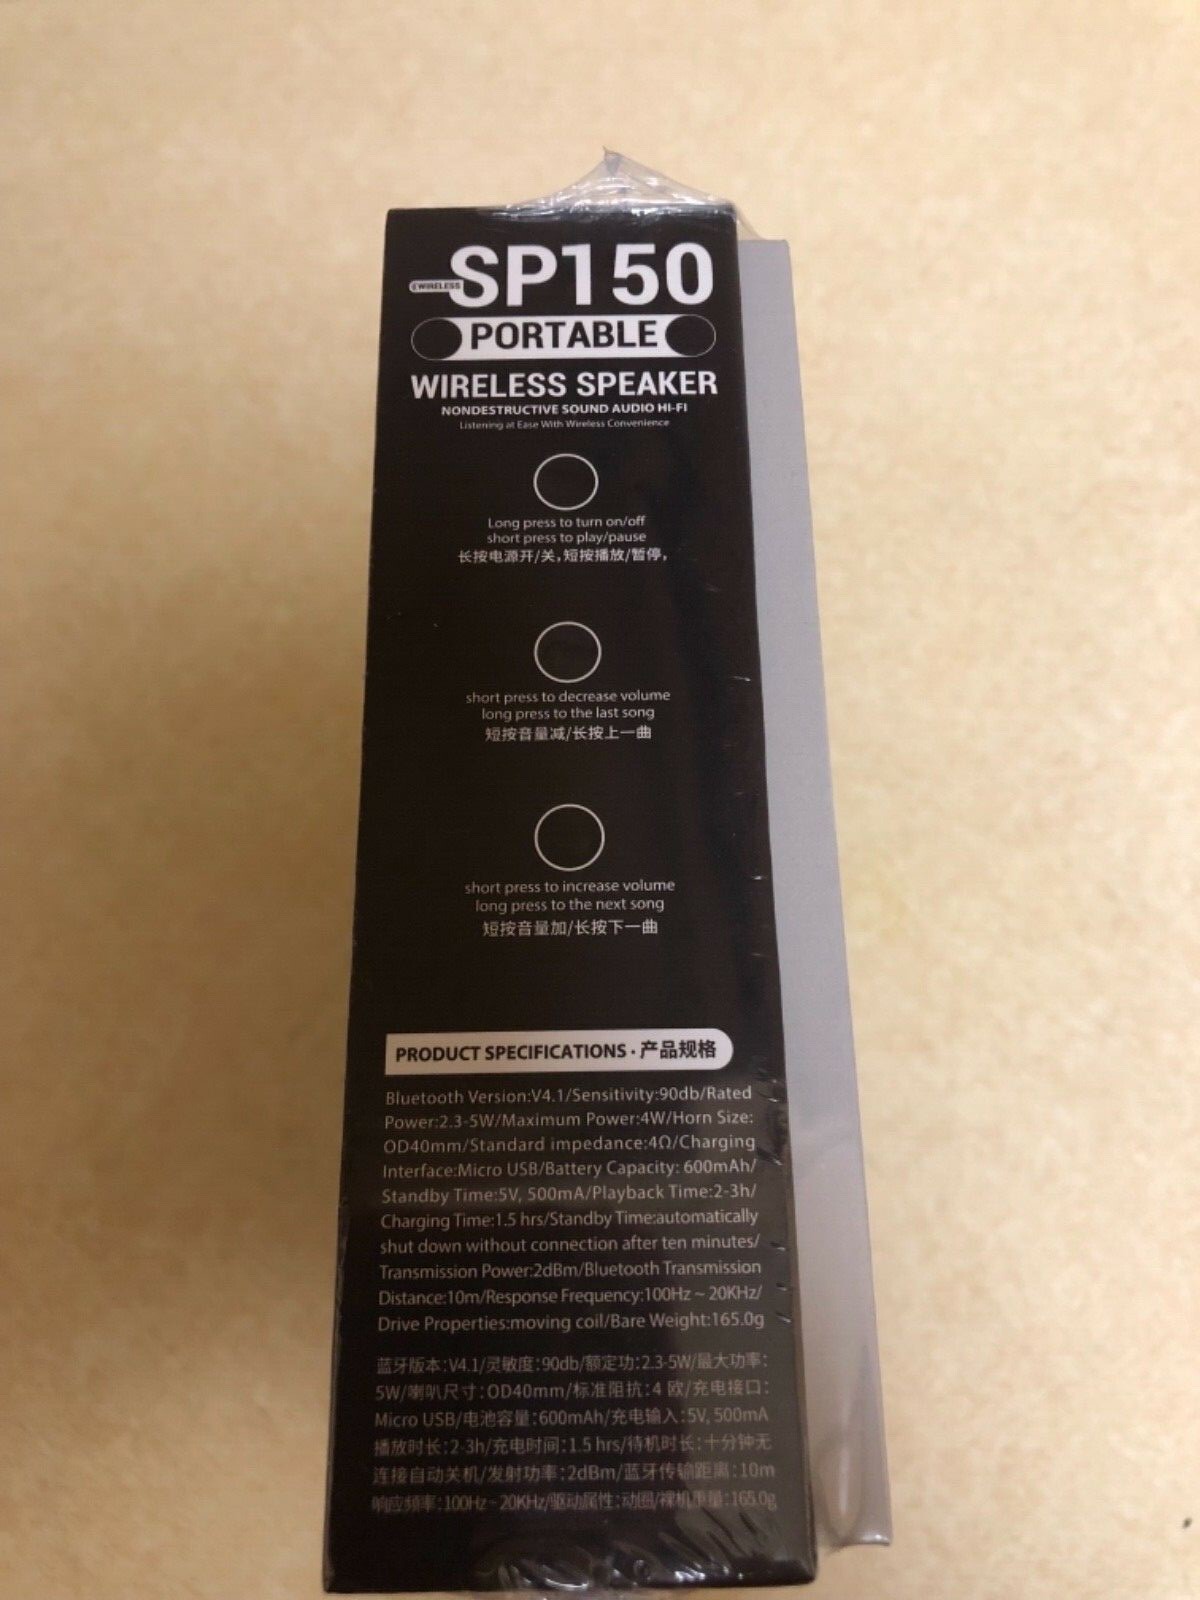 WIRELESS
SP150
PORTABLE
WIRELESS SPEAKER
NONDESTRUCTIVE SOUND AUDIO HI-FI
Listening at Ease With Wireless Convenience
Long press to turn on/off
short press to play/pause
长按电源开/关,短按播放/暂停,
short press to decrease volume
long press to the last song
短按音量减/长按上一曲
short press to increase volume
long press to the next song
短按音量加/长按下一曲
PRODUCT SPECIFICATIONS · 产品规格
Bluetooth Version:V4.1/Sensitivity:90db/Rated
Power:2.3-5W/Maximum Power:4W/Horn Size:
OD40mm/Standard impedance:4Ω/Charging
Interface:Micro USB/Battery Capacity: 600mAh/
Standby Time:5V, 500mA/Playback Time:2-3h/
Charging Time:1.5 hrs/Standby Time:automatically
shut down without connection after ten minutes/
Transmission Power:2dBm/Bluetooth Transmission
Distance:10m/Response Frequency:100Hz ~ 20KHz/
Drive Properties:moving coil/Bare Weight:165.0g
蓝牙版本:V4.1/灵敏度:90db/额定功:2.3-5W/最大功率:
5W/喇叭尺寸:OD40mm/标准阻抗:4 欧/充电接口:
Micro USB/电池容量:600mAh/充电输入:5V, 500mA
播放时长:2-3h/充电时间:1.5 hrs/待机时长:十分钟无
连接自动关机/发射功率:2dBm/蓝牙传输距离:10m
响应频率:100Hz ~ 20KHz/驱动属性:动圈/裸机重量:165.0g